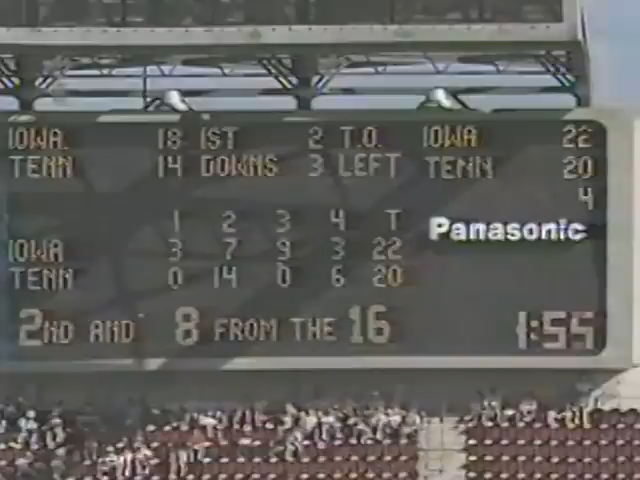 IOWA. 18 1ST 2 T.O. IOWA 22
TENN 14 DOWNS 3 LEFT TENN 20
4
1 2 3 4 T
Panasonic
IOWA 3 7 9 3 22
TENN 0 14 0 6 20
2ND AND 8 FROM THE 16 1:55